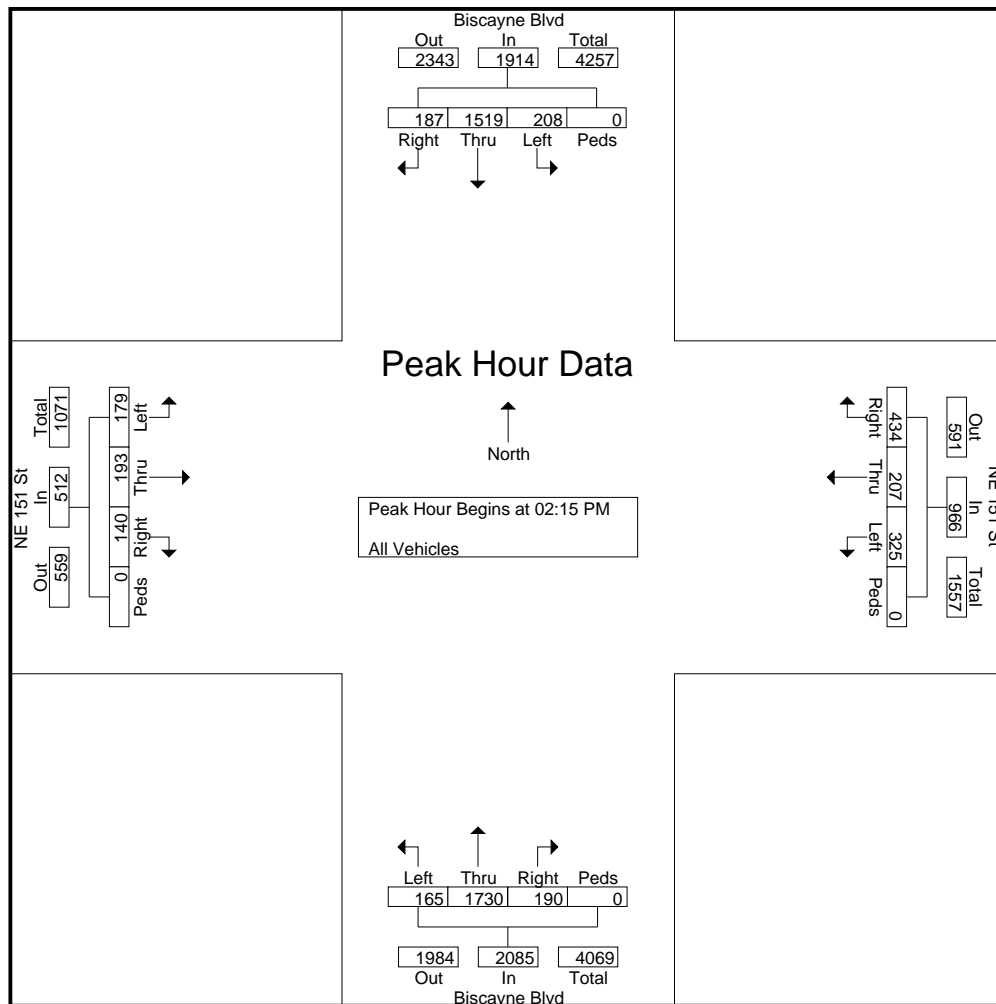 Biscayne Blvd
Out In Total
2343 1914 4257
187 1519 208 0
Right Thru Left Peds
Peak Hour Data
North
Peak Hour Begins at 02:15 PM
All Vehicles
NE 151 St
Total In Out
1071 512 559
179 193 140 0
Left Thru Right Peds
Right Thru Left Peds
434 207 325 0
Out In Total
591 966 1557
NE 151 St
Left Thru Right Peds
165 1730 190 0
1984 2085 4069
Out In Total
Biscayne Blvd